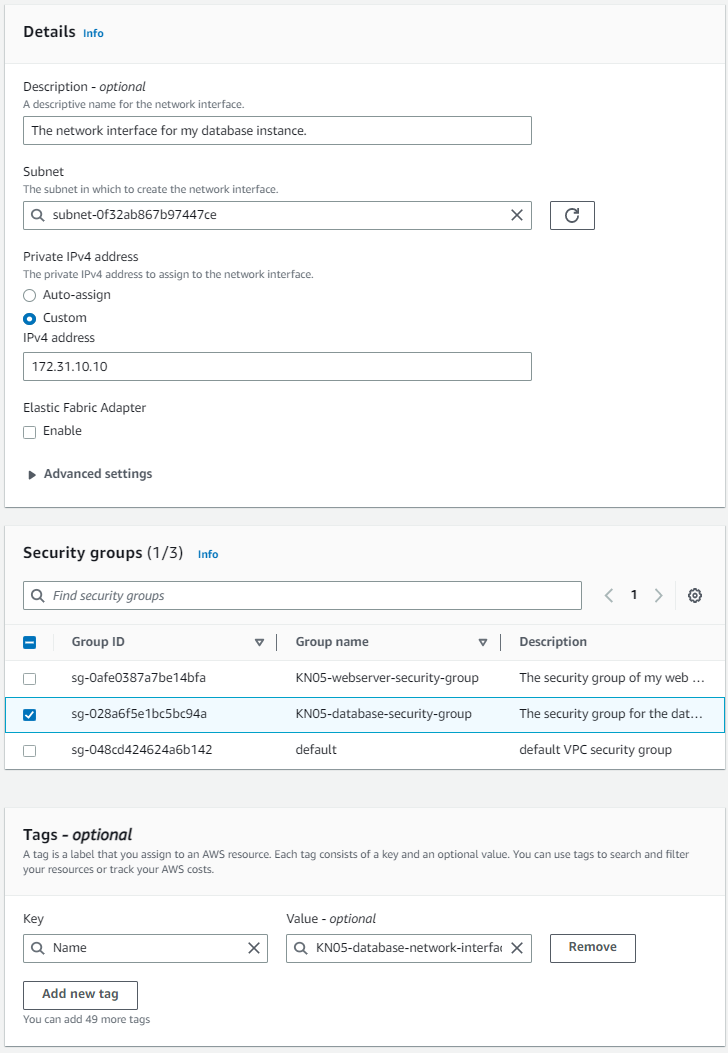 Details Info
Description - optional
A descriptive name for the network interface.
The network interface for my database instance.
Subnet
The subnet in which to create the network interface.
subnet-0f32ab867b97447ce
Private IPv4 address
The private IPv4 address to assign to the network interface.
Auto-assign
Custom
IPv4 address
172.31.10.10
Elastic Fabric Adapter
Enable
Advanced settings
Security groups (1/3) Info
Find security groups 1
Group ID Group name Description
sg-0afe0387a7be14bfa KN05-webserver-security-group The security group of my web ...
sg-028a6f5e1bc5bc94a KN05-database-security-group The security group for the dat...
sg-048cd424624a6b142 default default VPC security group
Tags - optional
A tag is a label that you assign to an AWS resource. Each tag consists of a key and an optional value. You can use tags to search and filter
your resources or track your AWS costs.
Key Value - optional
Name KN05-database-network-interfac Remove
Add new tag
You can add 49 more tags